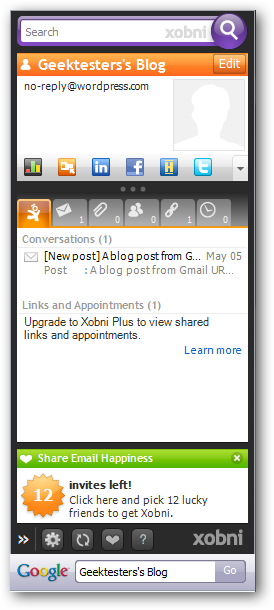 Search xobni
Geektesters's Blog Edit
no-reply@wordpress.com
in f H t
1 0 0 1 0
Conversations (1)
[New post] A blog post from G... May 05
Post : A blog post from Gmail UR...
Links and Appointments (1)
Upgrade to Xobni Plus to view shared
links and appointments.
Learn more
Share Email Happiness
12 invites left!
Click here and pick 12 lucky
friends to get Xobni.
» ? xobni
Google Geektesters's Blog Go